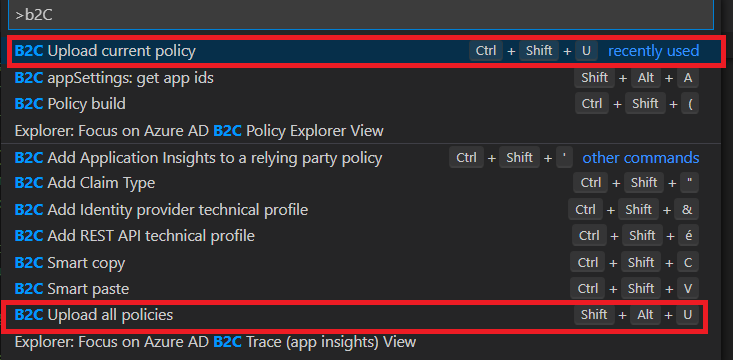 >b2C
B2C Upload current policy Ctrl + Shift + U recently used
B2C appSettings: get app ids Shift + Alt + A
B2C Policy build Ctrl + Shift + (
Explorer: Focus on Azure AD B2C Policy Explorer View
B2C Add Application Insights to a relying party policy Ctrl + Shift + ' other commands
B2C Add Claim Type Ctrl + Shift + "
B2C Add Identity provider technical profile Ctrl + Shift + &
B2C Add REST API technical profile Ctrl + Shift + é
B2C Smart copy Ctrl + Shift + C
B2C Smart paste Ctrl + Shift + V
B2C Upload all policies Shift + Alt + U
Explorer: Focus on Azure AD B2C Trace (app insights) View